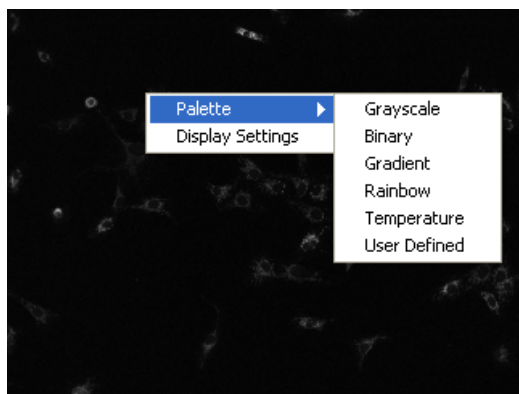 Palette
Display Settings
Grayscale
Binary
Gradient
Rainbow
Temperature
User Defined